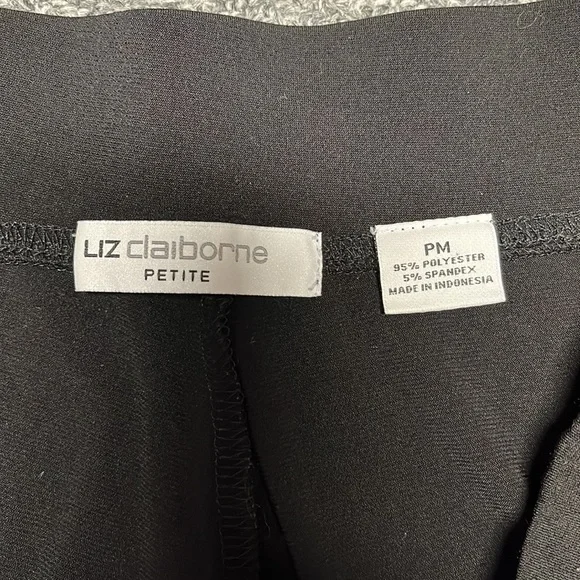 LIZ claiborne
PETITE
PM
95% POLYESTER
5% SPANDEX
MADE IN INDONESIA